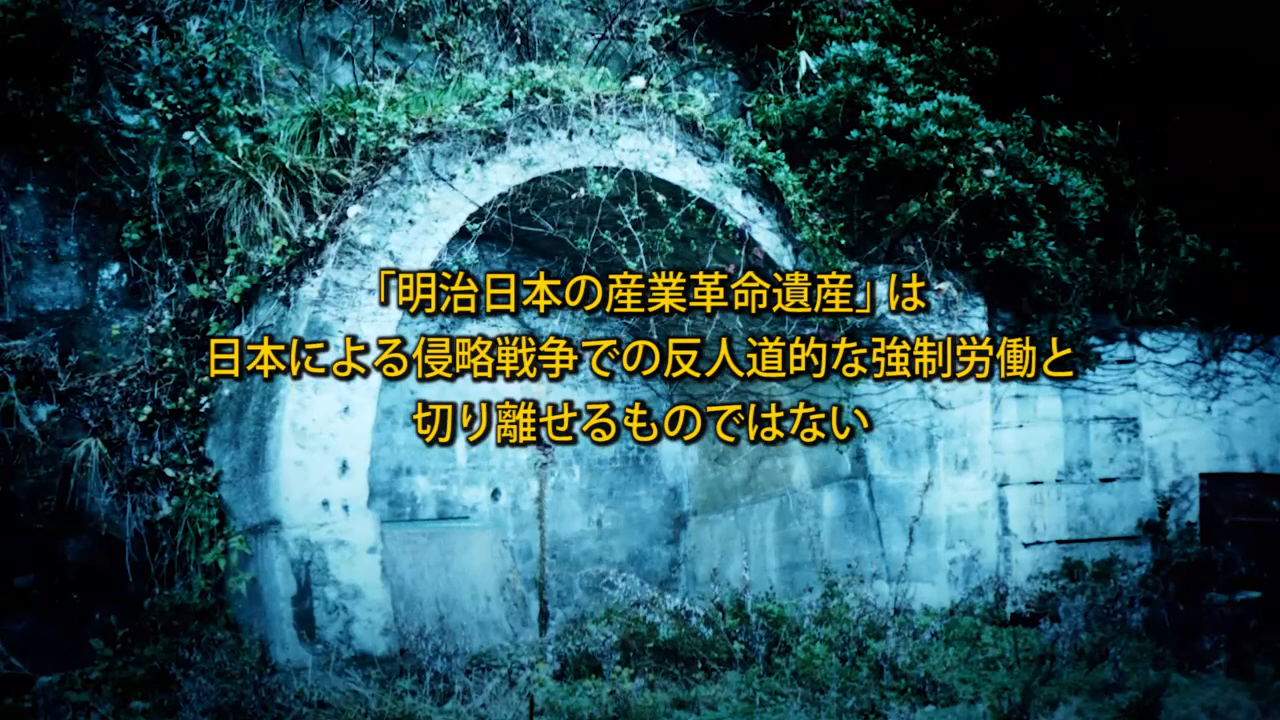 「明治日本の産業革命遺産」は
日本による侵略戦争での反人道的な強制労働と
切り離せるものではない